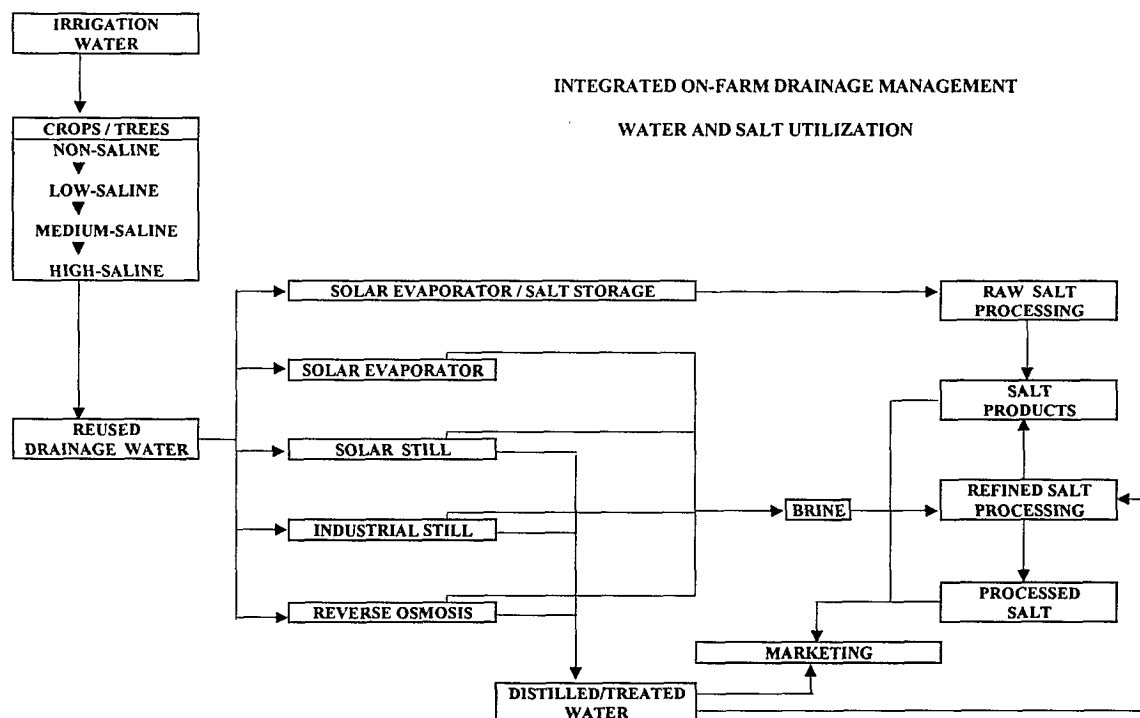 IRRIGATION
WATER
INTEGRATED ON-FARM DRAINAGE MANAGEMENT
WATER AND SALT UTILIZATION
CROPS / TREES
NON-SALINE
LOW-SALINE
MEDIUM-SALINE
HIGH-SALINE
SOLAR EVAPORATOR / SALT STORAGE
RAW SALT
PROCESSING
SOLAR EVAPORATOR
SALT
PRODUCTS
REUSED
DRAINAGE WATER
SOLAR STILL
INDUSTRIAL STILL
BRINE
REFINED SALT
PROCESSING
REVERSE OSMOSIS
PROCESSED
SALT
MARKETING
DISTILLED/TREATED
WATER